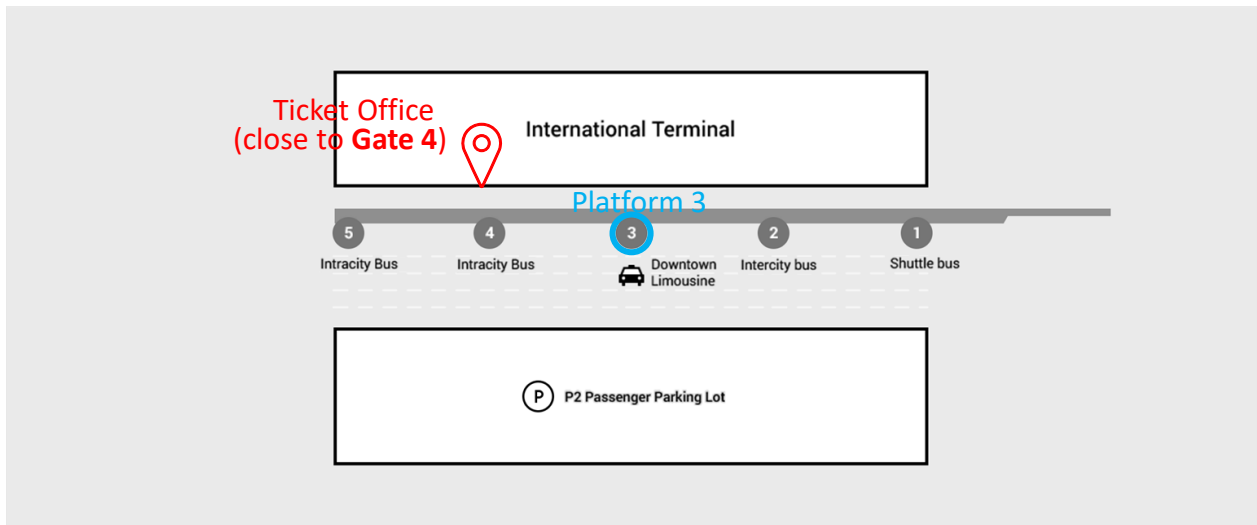 Ticket Office
(close to Gate 4)
International Terminal
Platform 3
5
4
3
2
1
Intracity Bus
Intracity Bus
Downtown
Limousine
Intercity bus
Shuttle bus
P
P2 Passenger Parking Lot